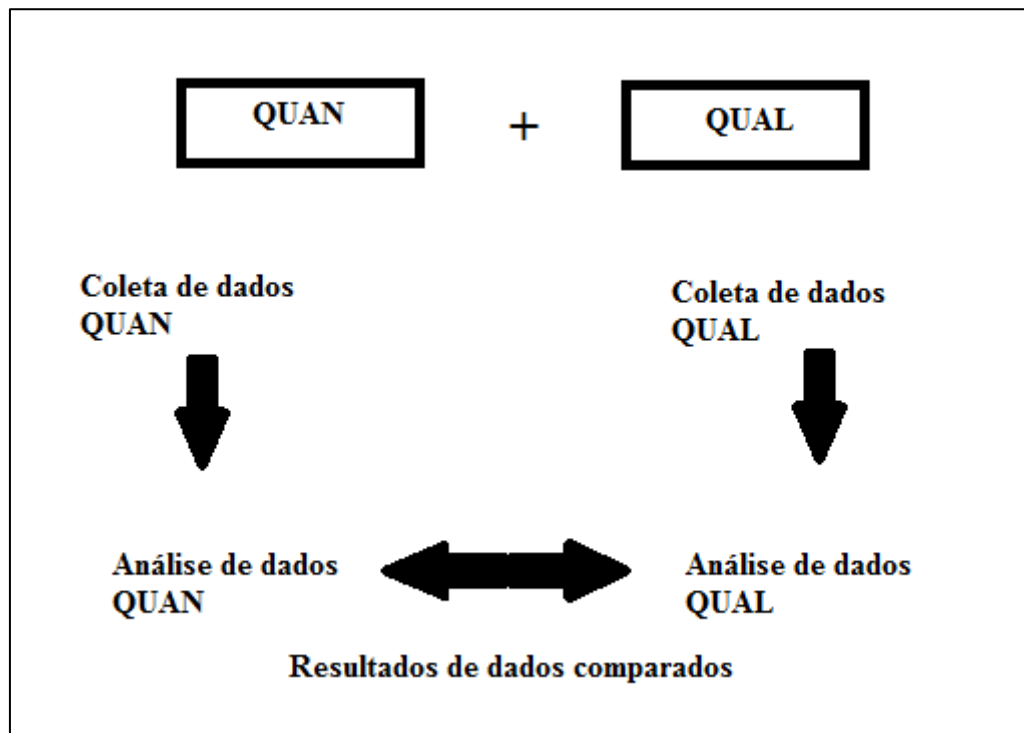 QUAN
+
QUAL
Coleta de dados
QUAN
Coleta de dados
QUAL
Análise de dados
QUAN
Análise de dados
QUAL
Resultados de dados comparados